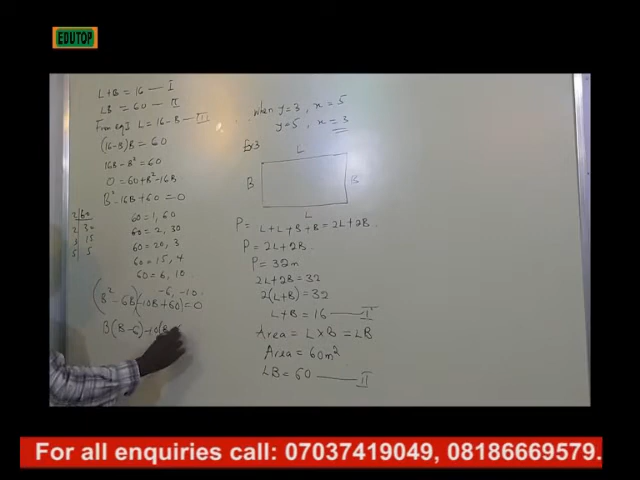 EDUTOP
L+B = 16 — I
LB = 60 — II
From eqI L = 16-B — III
(16-B)B = 60
16B - B² = 60
0 = 60+B²-16B
B²-16B+60 = 0
2 | 60
2 | 30
3 | 15
5 | 5
60 = 1, 60
60 = 2, 30
60 = 20, 3
60 = 15, 4
60 = 6, 10
-6, -10
(B²-6B)(-10B+60) = 0
B(B-6)-10(B-
when y=3, x=5
y=5, x=3
Ex3
L
B
B
L
P = L+L+B+B = 2L+2B
P = 2L+2B
P = 32m
2L+2B = 32
2(L+B) = 32
L+B = 16 — I
Area = L×B = LB
Area = 60m²
LB = 60 — II
For all enquiries call: 07037419049, 08186669579.